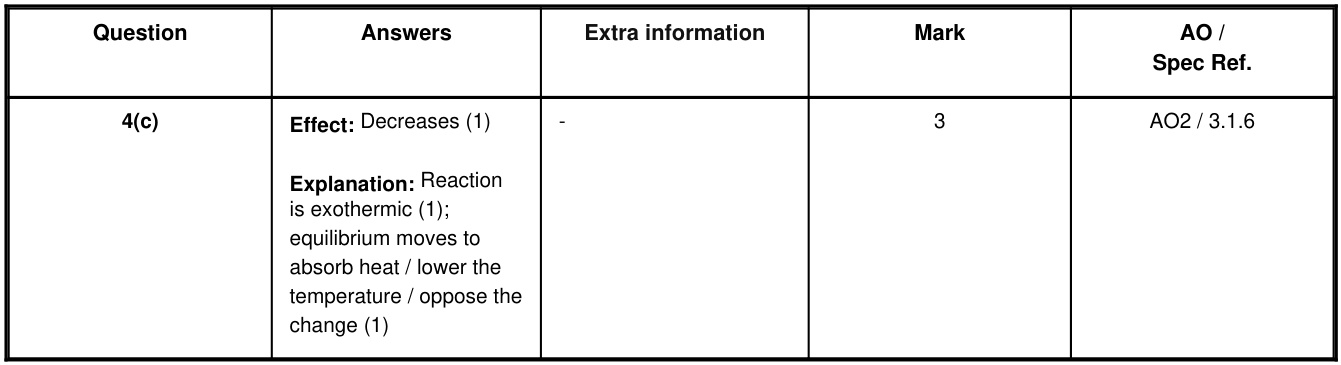 Question Answers Extra information Mark AO /
Spec Ref.
4(c) Effect: Decreases (1) - 3 AO2 / 3.1.6
Explanation: Reaction
is exothermic (1);
equilibrium moves to
absorb heat / lower the
temperature / oppose the
change (1)